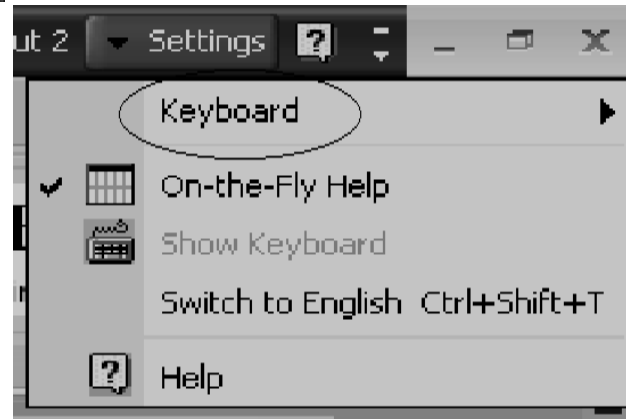 ut 2 Settings
Keyboard
On-the-Fly Help
Show Keyboard
Switch to English Ctrl+Shift+T
Help